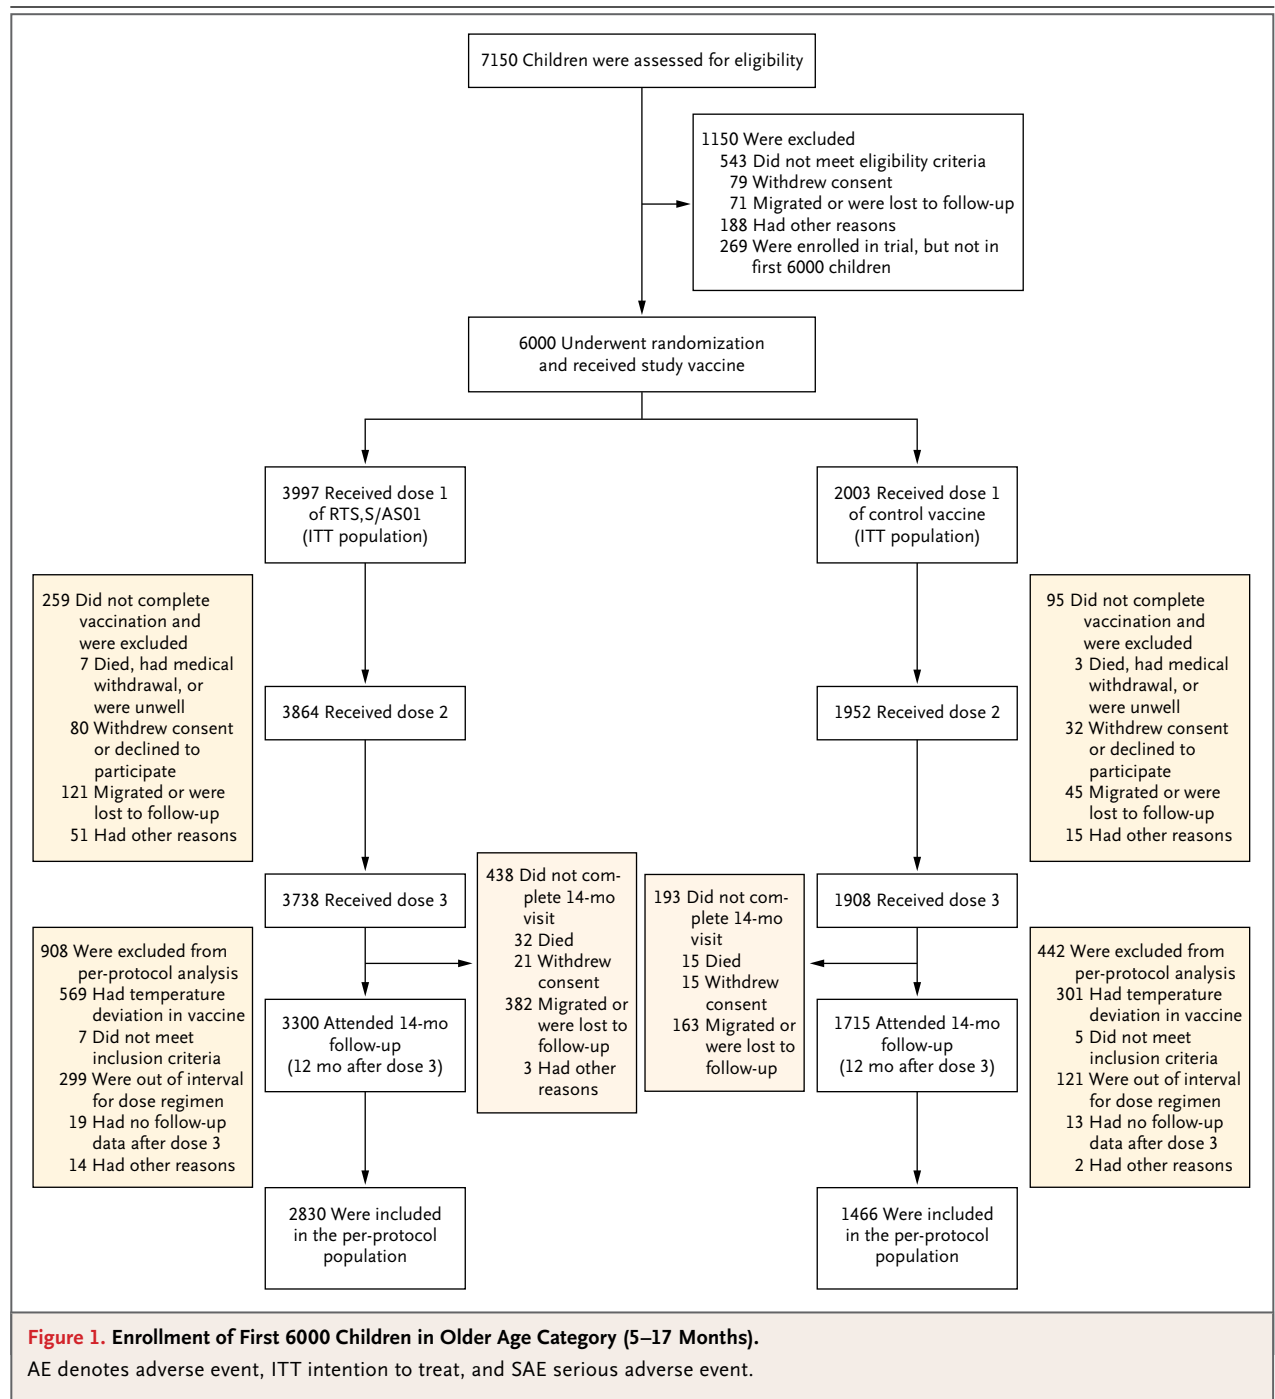 7150 Children were assessed for eligibility
1150 Were excluded
543 Did not meet eligibility criteria
79 Withdrew consent
71 Migrated or were lost to follow-up
188 Had other reasons
269 Were enrolled in trial, but not in
first 6000 children
6000 Underwent randomization
and received study vaccine
3997 Received dose 1
of RTS,S/AS01
(ITT population)
2003 Received dose 1
of control vaccine
(ITT population)
259 Did not complete
vaccination and
were excluded
7 Died, had medical
withdrawal, or
were unwell
80 Withdrew consent
or declined to
participate
121 Migrated or were
lost to follow-up
51 Had other reasons
95 Did not complete
vaccination and
were excluded
3 Died, had medical
withdrawal, or
were unwell
32 Withdrew consent
or declined to
participate
45 Migrated or were
lost to follow-up
15 Had other reasons
3864 Received dose 2
1952 Received dose 2
3738 Received dose 3
1908 Received dose 3
438 Did not com-
plete 14-mo
visit
32 Died
21 Withdrew
consent
382 Migrated or
were lost to
follow-up
3 Had other
reasons
193 Did not com-
plete 14-mo
visit
15 Died
15 Withdrew
consent
163 Migrated or
were lost to
follow-up
908 Were excluded from
per-protocol analysis
569 Had temperature
deviation in vaccine
7 Did not meet
inclusion criteria
299 Were out of interval
for dose regimen
19 Had no follow-up
data after dose 3
14 Had other reasons
442 Were excluded from
per-protocol analysis
301 Had temperature
deviation in vaccine
5 Did not meet
inclusion criteria
121 Were out of interval
for dose regimen
13 Had no follow-up
data after dose 3
2 Had other reasons
3300 Attended 14-mo
follow-up
(12 mo after dose 3)
1715 Attended 14-mo
follow-up
(12 mo after dose 3)
2830 Were included
in the per-protocol
population
1466 Were included
in the per-protocol
population
Figure 1. Enrollment of First 6000 Children in Older Age Category (5–17 Months).
AE denotes adverse event, ITT intention to treat, and SAE serious adverse event.